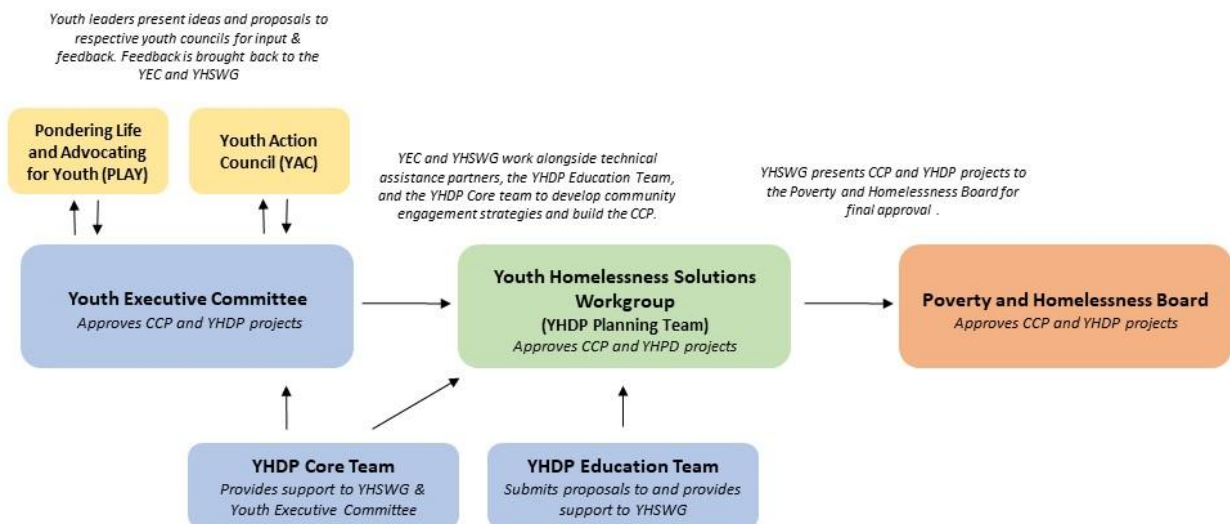 Youth leaders present ideas and proposals to
respective youth councils for input &
feedback. Feedback is brought back to the
YEC and YHSWG
Pondering Life
and Advocating
for Youth (PLAY)
Youth Action
Council (YAC)
YEC and YHSWG work alongside technical
assistance partners, the YHDP Education Team,
and the YHDP Core team to develop community
engagement strategies and build the CCP.
YHSWG presents CCP and YHDP projects to
the Poverty and Homelessness Board for
final approval .
Youth Executive Committee
Approves CCP and YHDP projects
Youth Homelessness Solutions
Workgroup
(YHDP Planning Team)
Approves CCP and YHPD projects
Poverty and Homelessness Board
Approves CCP and YHDP projects
YHDP Core Team
Provides support to YHSWG &
Youth Executive Committee
YHDP Education Team
Submits proposals to and provides
support to YHSWG